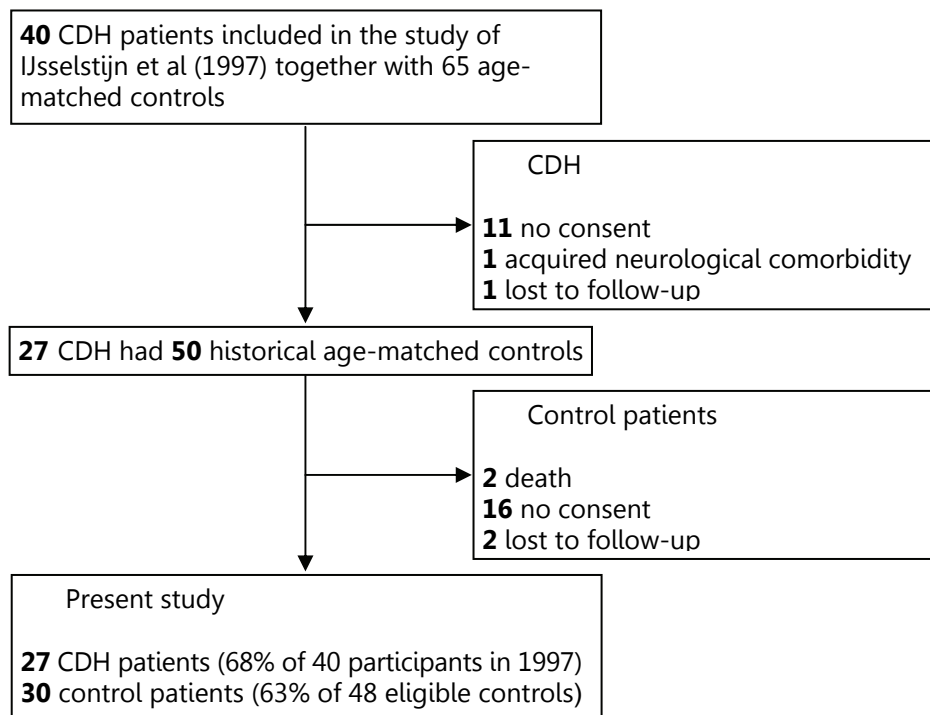 40 CDH patients included in the study of
IJsselstijn et al (1997) together with 65 age-
matched controls
CDH
11 no consent
1 acquired neurological comorbidity
1 lost to follow-up
27 CDH had 50 historical age-matched controls
Control patients
2 death
16 no consent
2 lost to follow-up
Present study
27 CDH patients (68% of 40 participants in 1997)
30 control patients (63% of 48 eligible controls)